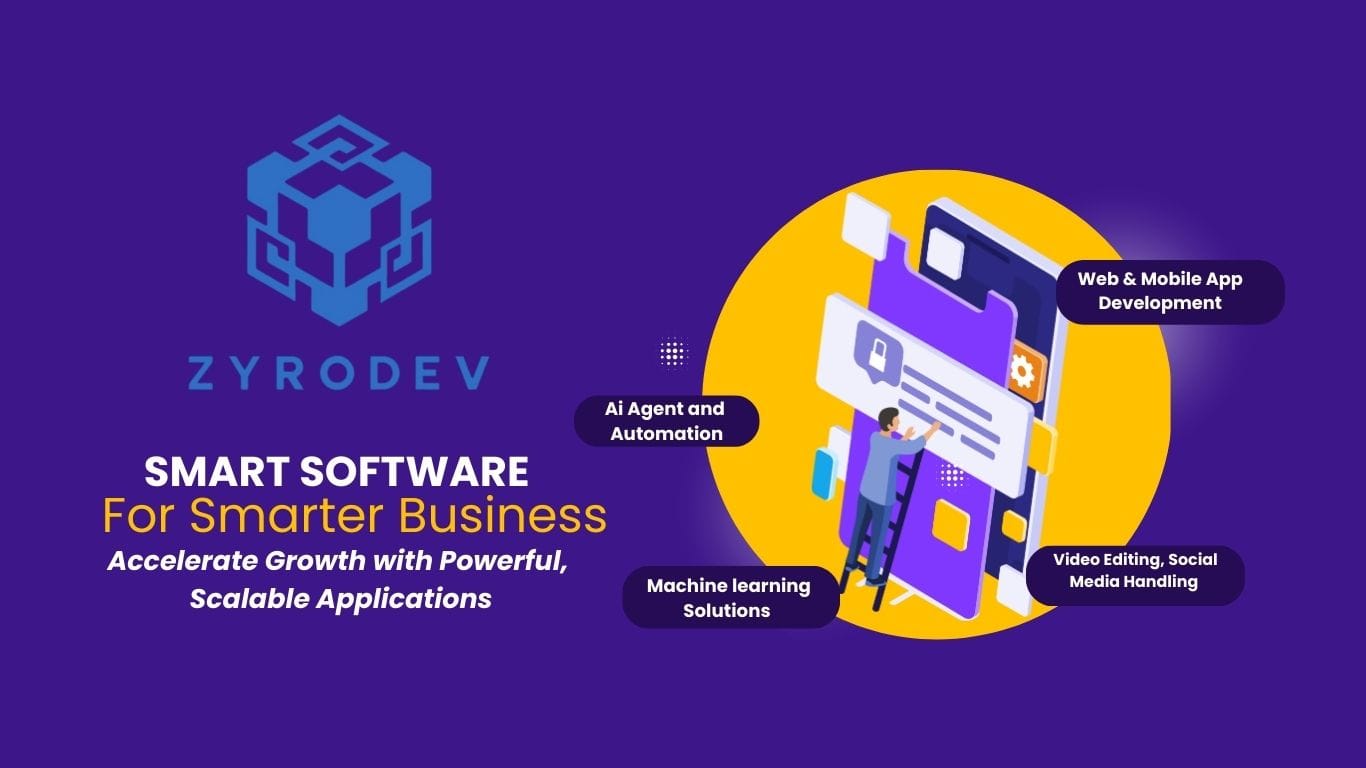 ZYRODEV
SMART SOFTWARE
For Smarter Business
Accelerate Growth with Powerful,
Scalable Applications
Web & Mobile App
Development
Ai Agent and
Automation
Machine learning
Solutions
Video Editing, Social
Media Handling